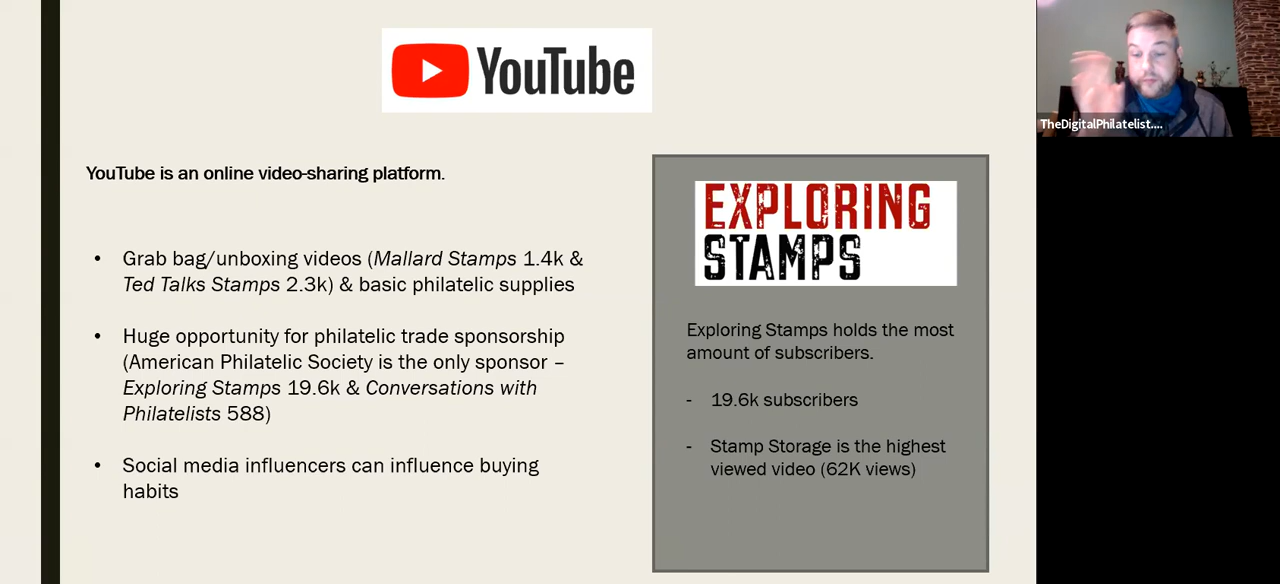 YouTube
TheDigitalPhilatelist....
YouTube is an online video-sharing platform.
EXPLORING
STAMPS
• Grab bag/unboxing videos (Mallard Stamps 1.4k &
Ted Talks Stamps 2.3k) & basic philatelic supplies
• Huge opportunity for philatelic trade sponsorship
(American Philatelic Society is the only sponsor –
Exploring Stamps 19.6k & Conversations with
Philatelists 588)
• Social media influencers can influence buying
habits
Exploring Stamps holds the most
amount of subscribers.
- 19.6k subscribers
- Stamp Storage is the highest
viewed video (62K views)